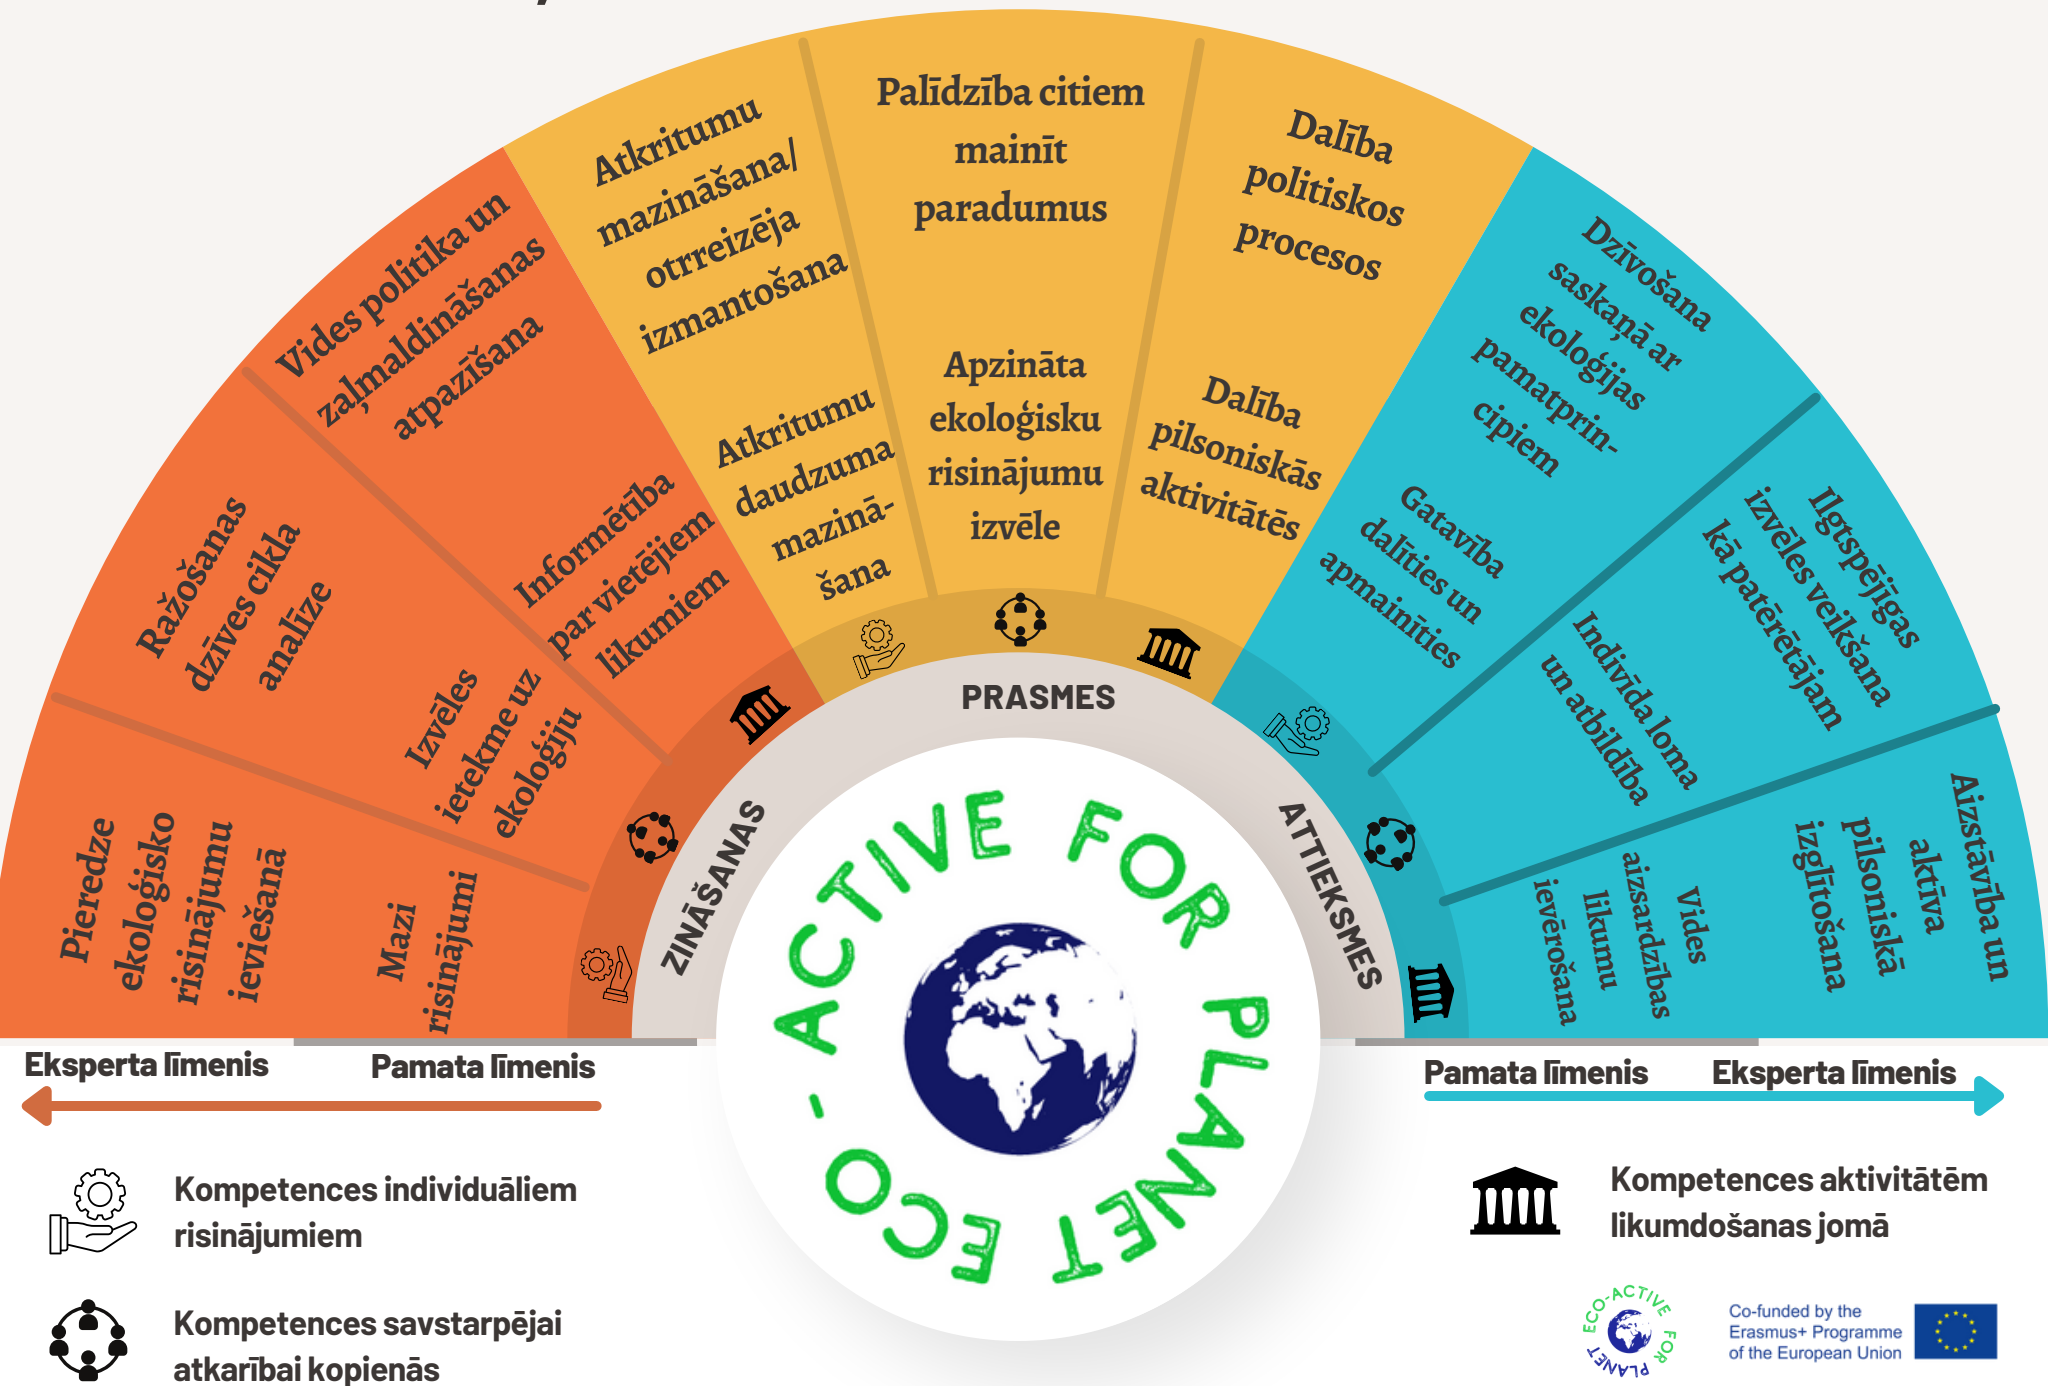 Pieredze
ekoloģisko
risinājumu
ieviešanā
Mazi
risinājumi
Ražošanas
dzīves cikla
analīze
Izvēles
ietekme uz
ekoloģiju
Vides politika un
zaļmaldināšanas
atpazīšana
Informētība
par vietējiem
likumiem
Atkritumu
mazināšana/
otrreizēja
izmantošana
Atkritumu
daudzuma
mazinā-
šana
Palīdzība citiem
mainīt
paradumus
Apzināta
ekoloģisku
risinājumu
izvēle
Dalība
politiskos
procesos
Dalība
pilsoniskās
aktivitātēs
Dzīvošana
saskaņā ar
ekoloģijas
pamatprin-
cipiem
Gatavība
dalīties un
apmainīties
Ilgtspējīgas
izvēles veikšana
kā patērētājam
Indivīda loma
un atbildība
Aizstāvība un
aktīva
pilsoniskā
izglītošana
Vides
aizsardzības
likumu
ievērošana
ZINĀŠANAS
PRASMES
ATTIEKSMES
ECO - ACTIVE FOR PLANET
Eksperta līmenis
Pamata līmenis
Pamata līmenis
Eksperta līmenis
Kompetences individuāliem
risinājumiem
Kompetences savstarpējai
atkarībai kopienās
Kompetences aktivitātēm
likumdošanas jomā
ECO-ACTIVE FOR PLANET
Co-funded by the
Erasmus+ Programme
of the European Union